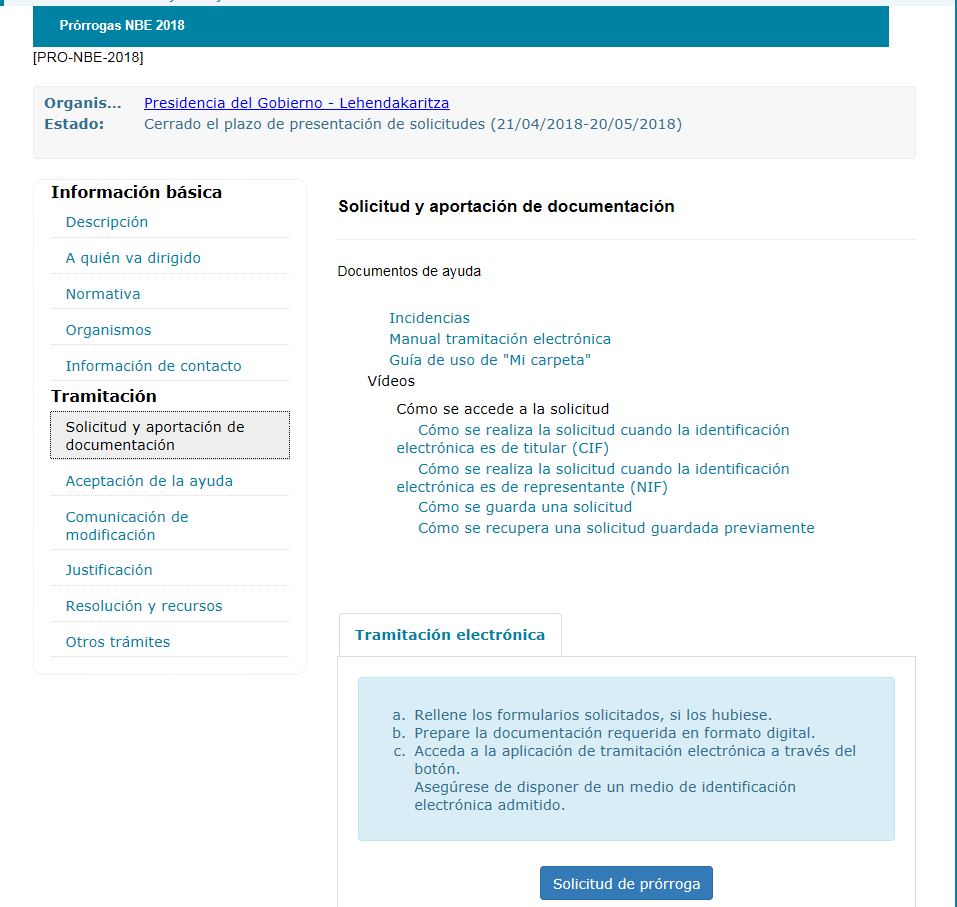 Prórrogas NBE 2018
[PRO-NBE-2018]
Organis... Presidencia del Gobierno - Lehendakaritza
Estado: Cerrado el plazo de presentación de solicitudes (21/04/2018-20/05/2018)
Información básica
Descripción
A quién va dirigido
Normativa
Organismos
Información de contacto
Tramitación
Solicitud y aportación de
documentación
Aceptación de la ayuda
Comunicación de
modificación
Justificación
Resolución y recursos
Otros trámites
Solicitud y aportación de documentación
Documentos de ayuda
Incidencias
Manual tramitación electrónica
Guía de uso de "Mi carpeta"
Vídeos
Cómo se accede a la solicitud
Cómo se realiza la solicitud cuando la identificación
electrónica es de titular (CIF)
Cómo se realiza la solicitud cuando la identificación
electrónica es de representante (NIF)
Cómo se guarda una solicitud
Cómo se recupera una solicitud guardada previamente
Tramitación electrónica
a. Rellene los formularios solicitados, si los hubiese.
b. Prepare la documentación requerida en formato digital.
c. Acceda a la aplicación de tramitación electrónica a través del
botón.
Asegúrese de disponer de un medio de identificación
electrónica admitido.
Solicitud de prórroga